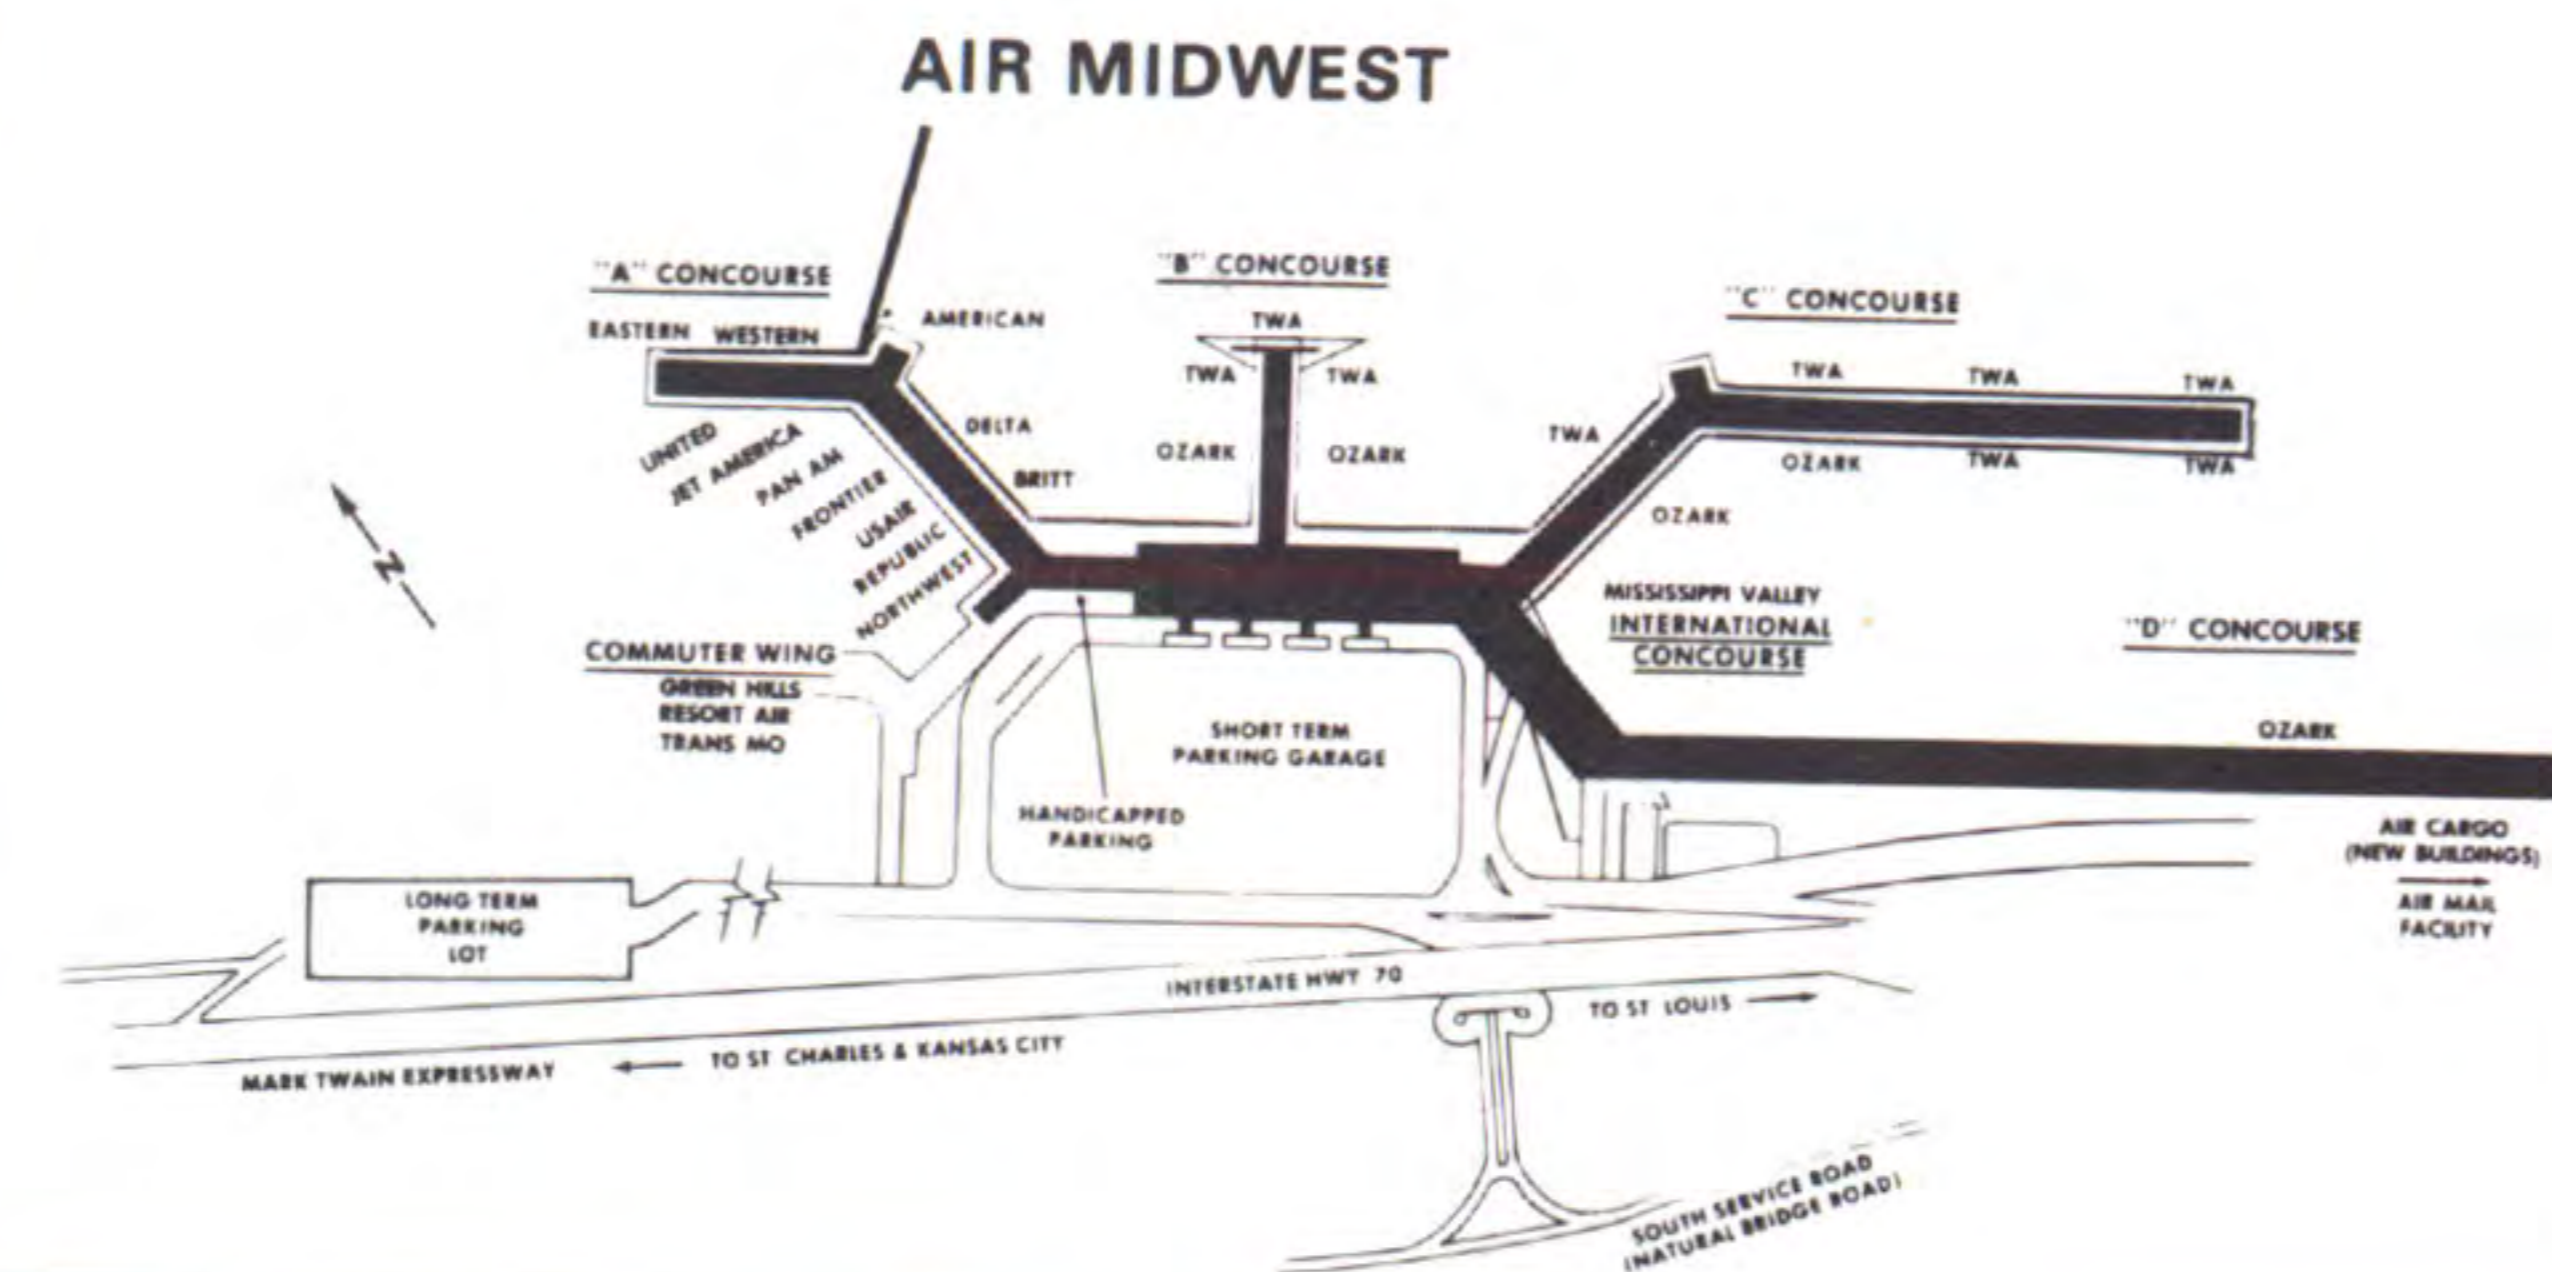 AIR MIDWEST
"A" CONCOURSE
EASTERN WESTERN
AMERICAN
DELTA
BRITT
UNITED
JET AMERICA
PAN AM
FRONTIER
USAIR
REPUBLIC
NORTHWEST
"B" CONCOURSE
TWA
TWA TWA
OZARK OZARK
"C" CONCOURSE
TWA TWA TWA
TWA
OZARK TWA TWA
OZARK
MISSISSIPPI VALLEY
INTERNATIONAL
CONCOURSE
"D" CONCOURSE
OZARK
N
COMMUTER WING
GREEN HILLS
RESORT AIR
TRANS MO
SHORT TERM
PARKING GARAGE
HANDICAPPED
PARKING
AIR CARGO
(NEW BUILDINGS)
AIR MAIL
FACILITY
LONG TERM
PARKING
LOT
INTERSTATE HWY 70
TO ST LOUIS
TO ST CHARLES & KANSAS CITY
MARK TWAIN EXPRESSWAY
SOUTH SERVICE ROAD
(NATURAL BRIDGE ROAD)